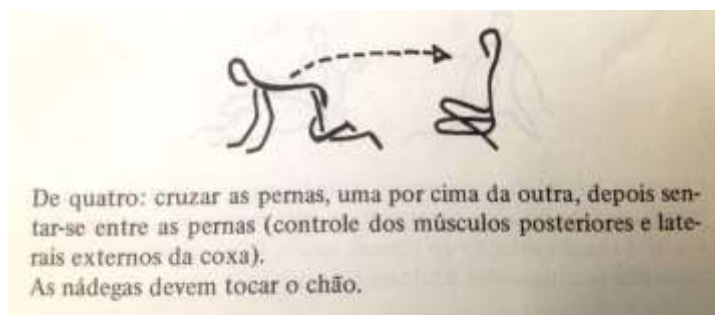 De quatro: cruzar as pernas, uma por cima da outra, depois sen-
tar-se entre as pernas (controle dos músculos posteriores e late-
rais externos da coxa).
As nádegas devem tocar o chão.